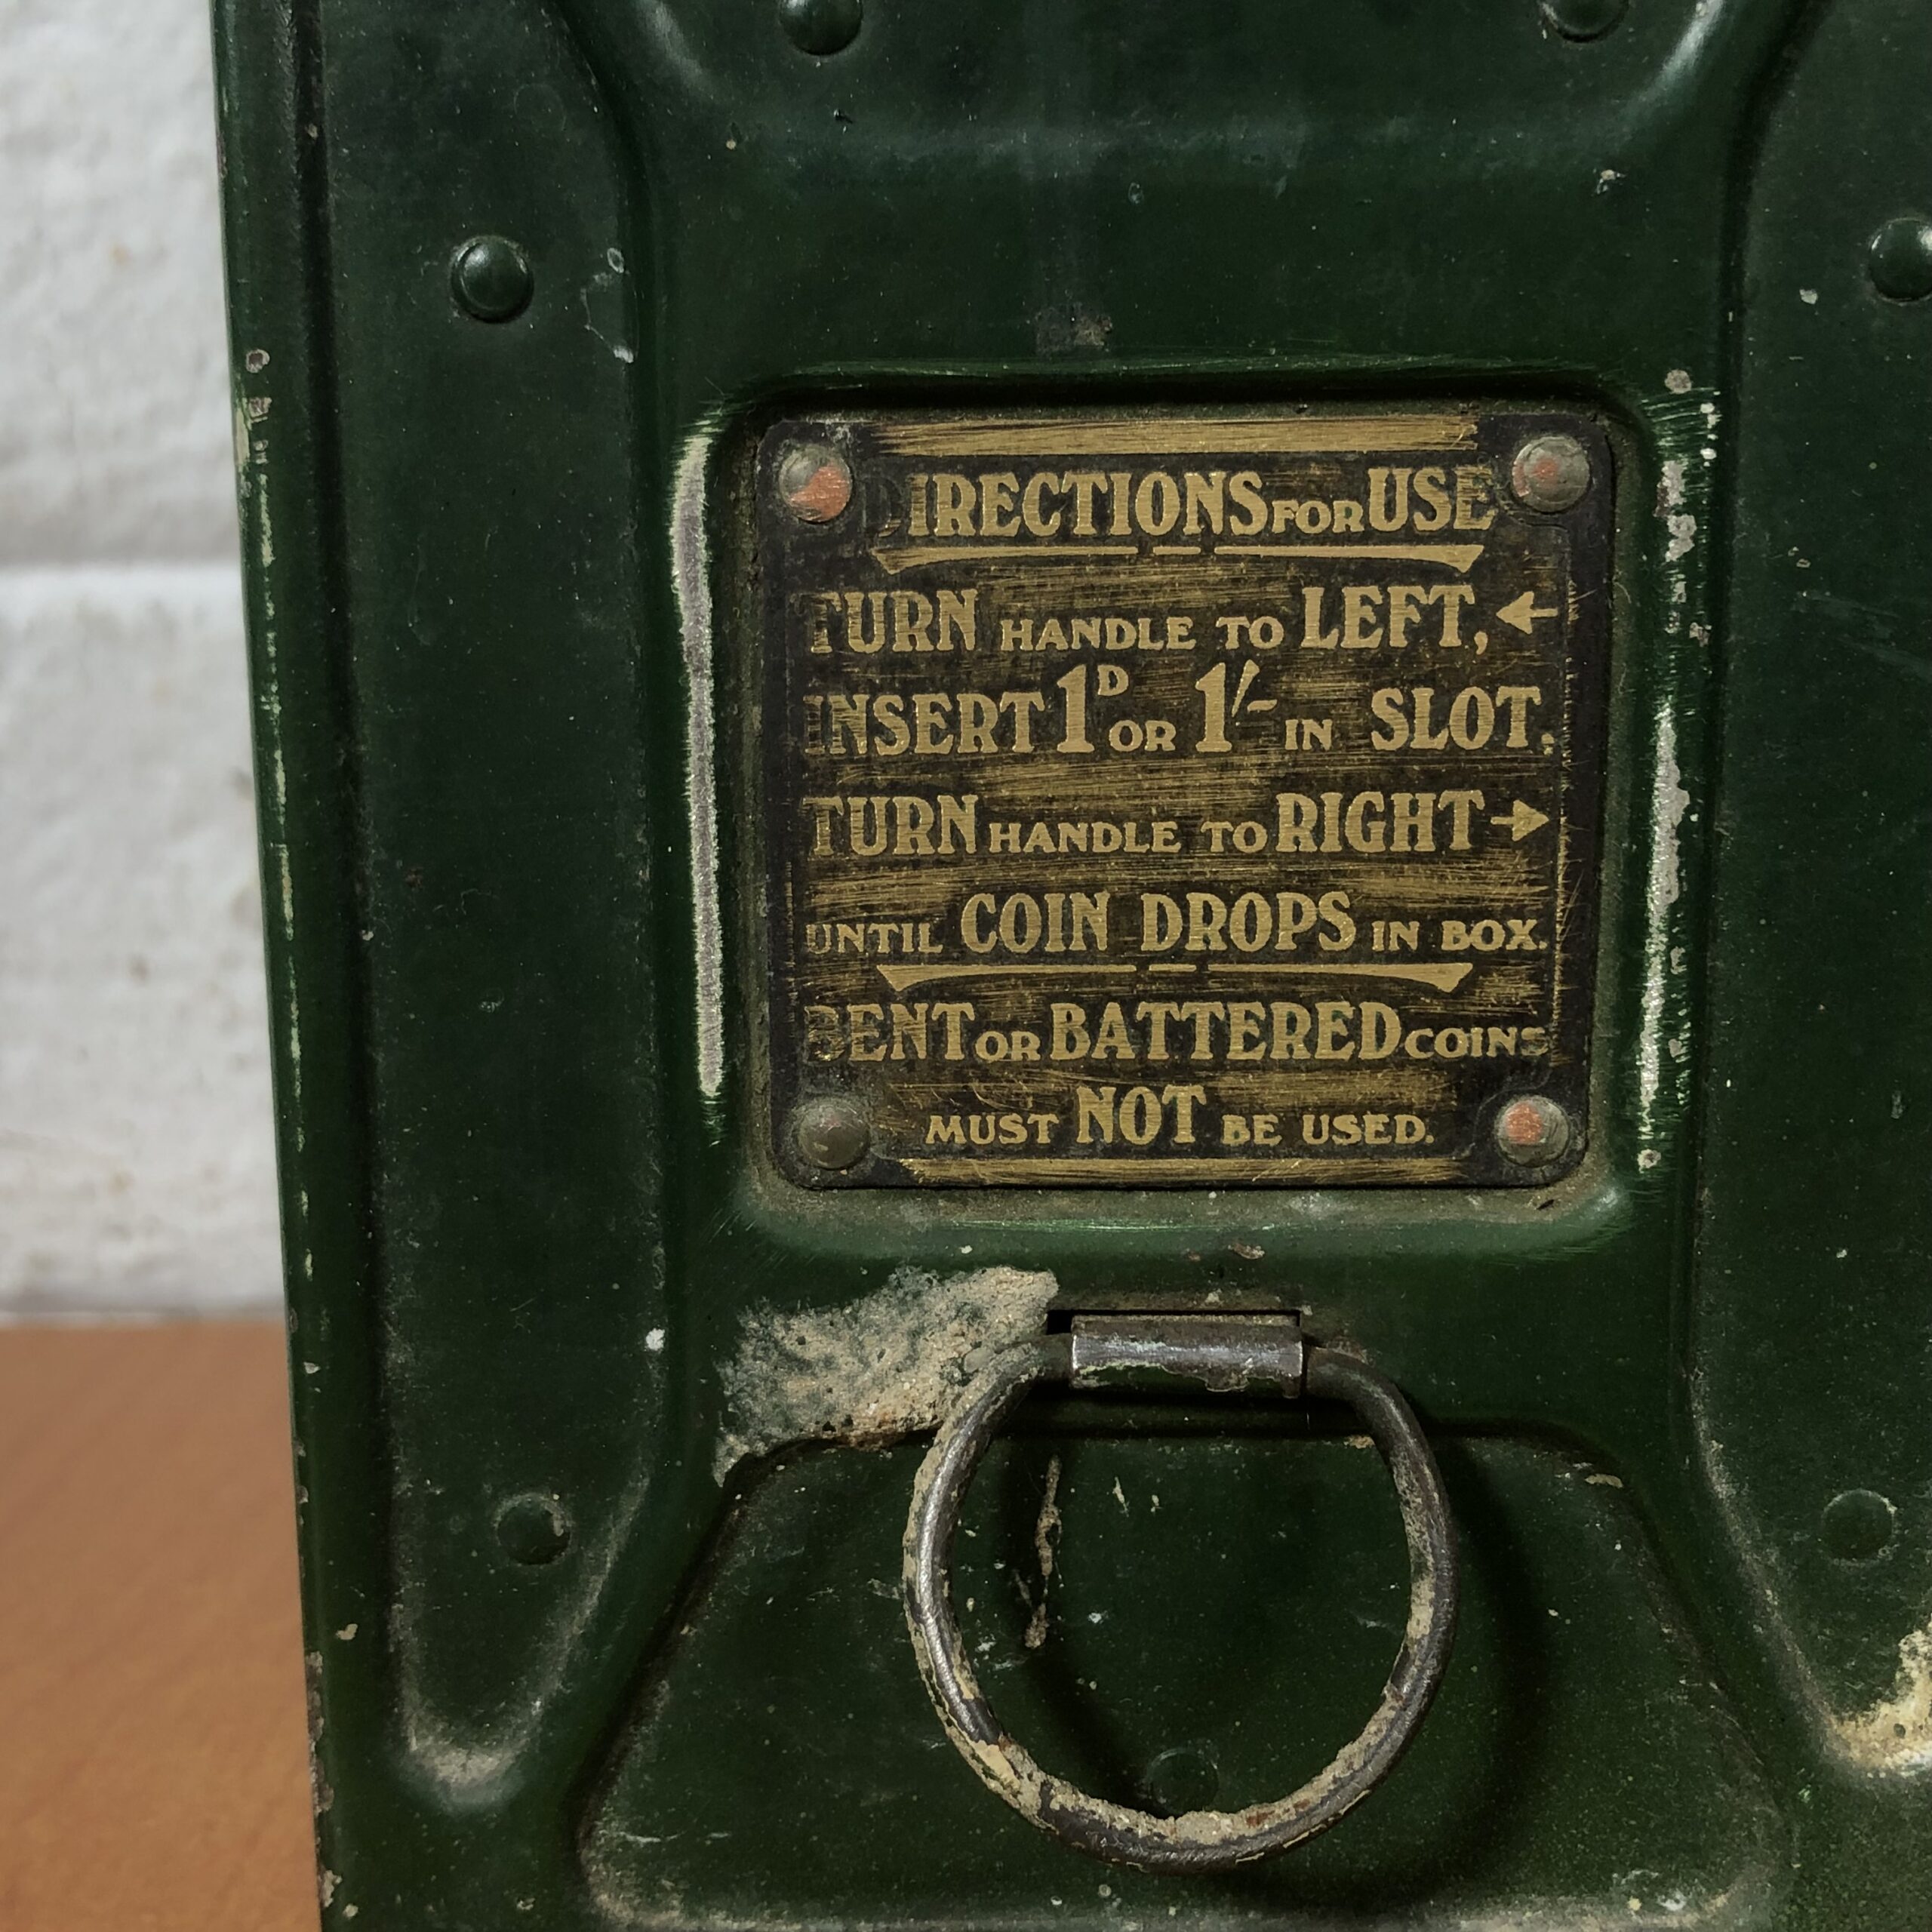 DIRECTIONS FOR USE
TURN HANDLE TO LEFT, ←
INSERT 1D OR 1/- IN SLOT,
TURN HANDLE TO RIGHT →
UNTIL COIN DROPS IN BOX.
BENT OR BATTERED COINS
MUST NOT BE USED.